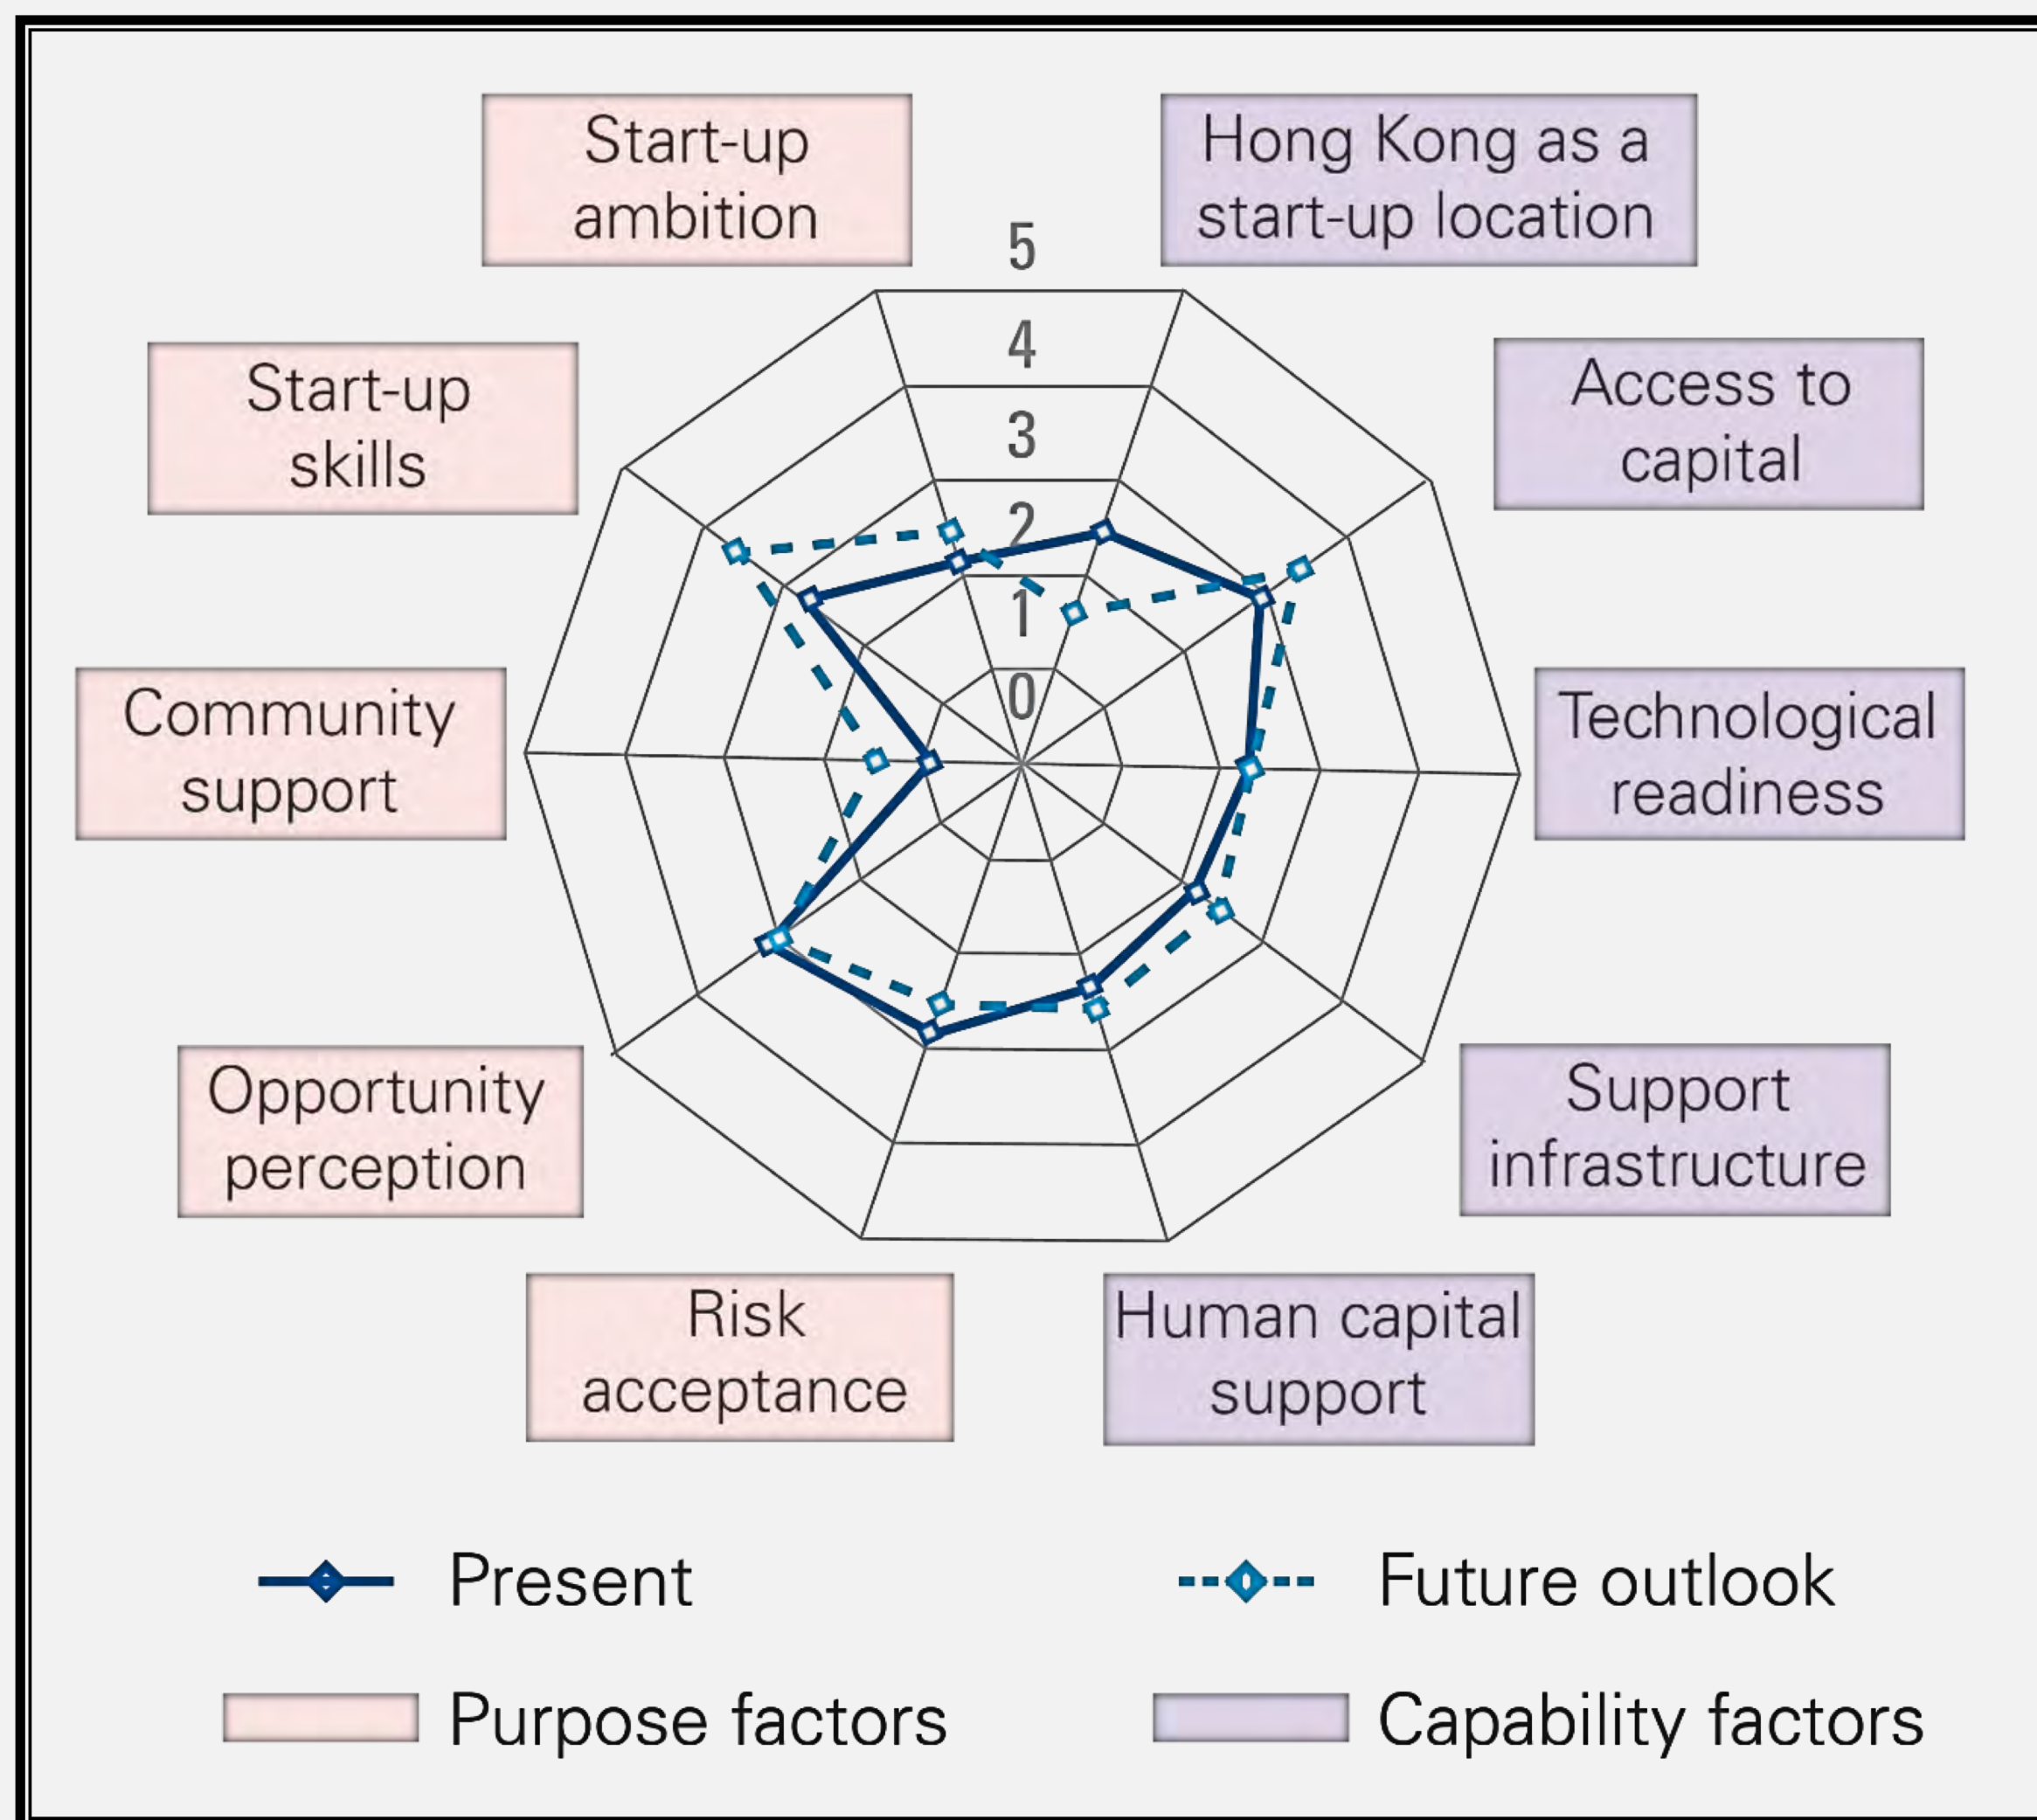 Start-up
ambition
Hong Kong as a
start-up location
5
4
3
2
1
0
Start-up
skills
Access to
capital
Community
support
Technological
readiness
Opportunity
perception
Support
infrastructure
Risk
acceptance
Human capital
support
Present
Future outlook
Purpose factors
Capability factors